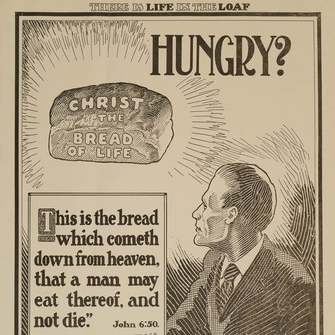 THERE IS LIFE IN THE LOAF
HUNGRY?
CHRIST
THE
BREAD
OF LIFE
This is the bread
which cometh
down from heaven,
that a man may
eat thereof, and
not die."
John 6:50.